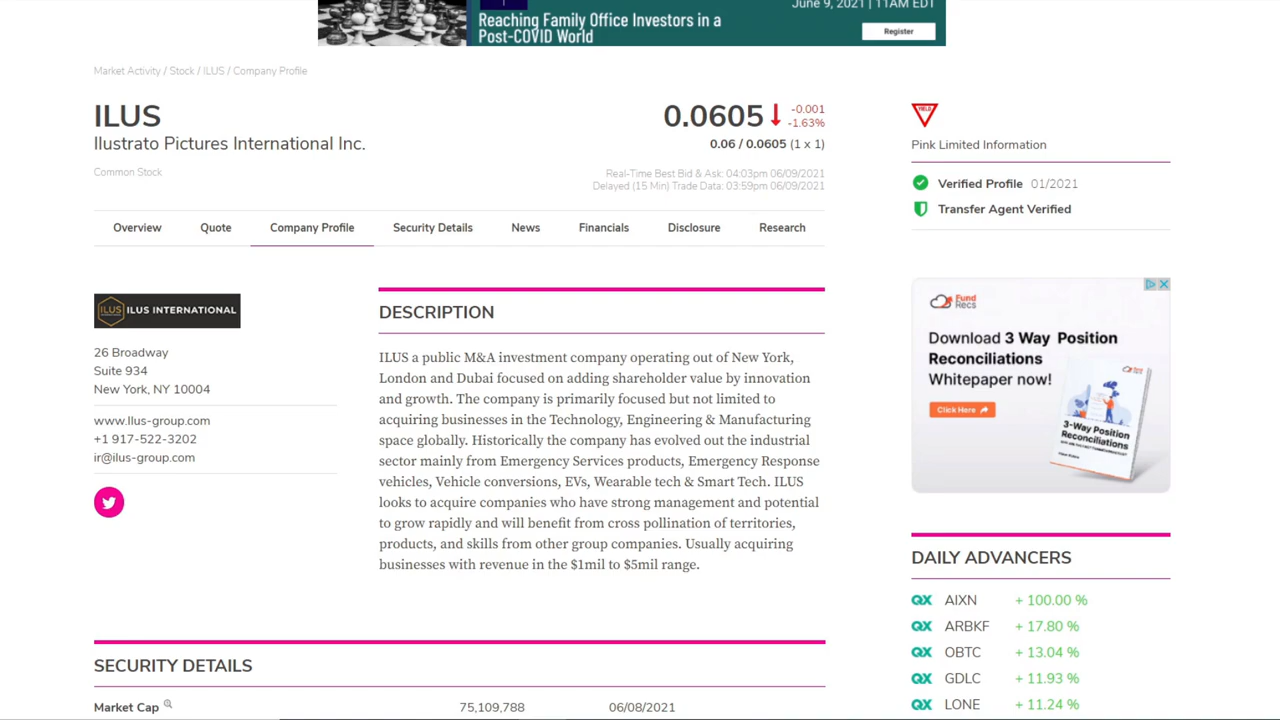 June 9, 2021 | 11AM EDT
Reaching Family Office Investors in a
Post-COVID World
Register
Market Activity / Stock / ILUS / Company Profile
ILUS
Ilustrato Pictures International Inc.
Common Stock
0.0605
-0.001
-1.63%
0.06 / 0.0605 (1 x 1)
Real-Time Best Bid & Ask: 04:03pm 06/09/2021
Delayed (15 Min) Trade Data: 03:59pm 06/09/2021
YIELD
Pink Limited Information
Verified Profile 01/2021
Transfer Agent Verified
Overview Quote Company Profile Security Details News Financials Disclosure Research
ILUS
ILUS INTERNATIONAL
26 Broadway
Suite 934
New York, NY 10004
www.Ilus-group.com
+1 917-522-3202
ir@ilus-group.com
DESCRIPTION
ILUS a public M&A investment company operating out of New York,
London and Dubai focused on adding shareholder value by innovation
and growth. The company is primarily focused but not limited to
acquiring businesses in the Technology, Engineering & Manufacturing
space globally. Historically the company has evolved out the industrial
sector mainly from Emergency Services products, Emergency Response
vehicles, Vehicle conversions, EVs, Wearable tech & Smart Tech. ILUS
looks to acquire companies who have strong management and potential
to grow rapidly and will benefit from cross pollination of territories,
products, and skills from other group companies. Usually acquiring
businesses with revenue in the $1mil to $5mil range.
Fund
Recs
Download 3 Way Position
Reconciliations
Whitepaper now!
Click Here
3-Way Position
Reconciliations
DAILY ADVANCERS
QX AIXN + 100.00 %
QX ARBKF + 17.80 %
QX OBTC + 13.04 %
QX GDLC + 11.93 %
QX LONE + 11.24 %
SECURITY DETAILS
Market Cap 75,109,788 06/08/2021